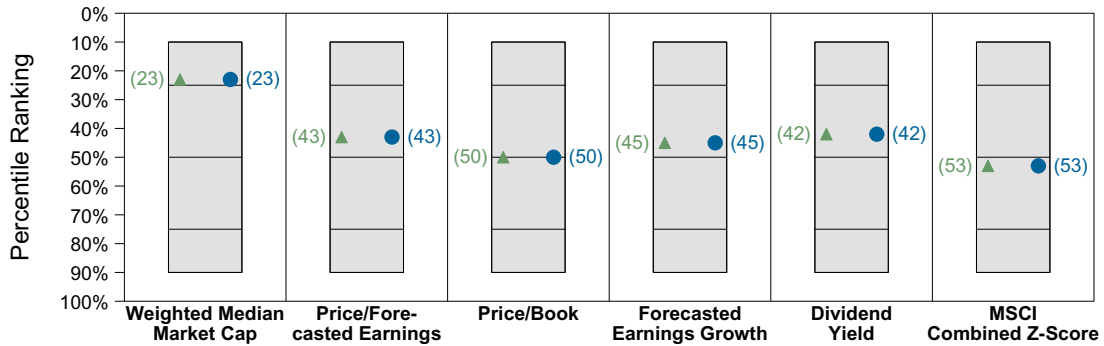 Percentile Ranking
0%
10%
20%
30%
40%
50%
60%
70%
80%
90%
100%
(23) (23)
(43) (43)
(50) (50)
(45) (45)
(42) (42)
(53) (53)
Weighted Median
Market Cap
Price/Fore-
casted Earnings
Price/Book
Forecasted
Earnings Growth
Dividend
Yield
MSCI
Combined Z-Score